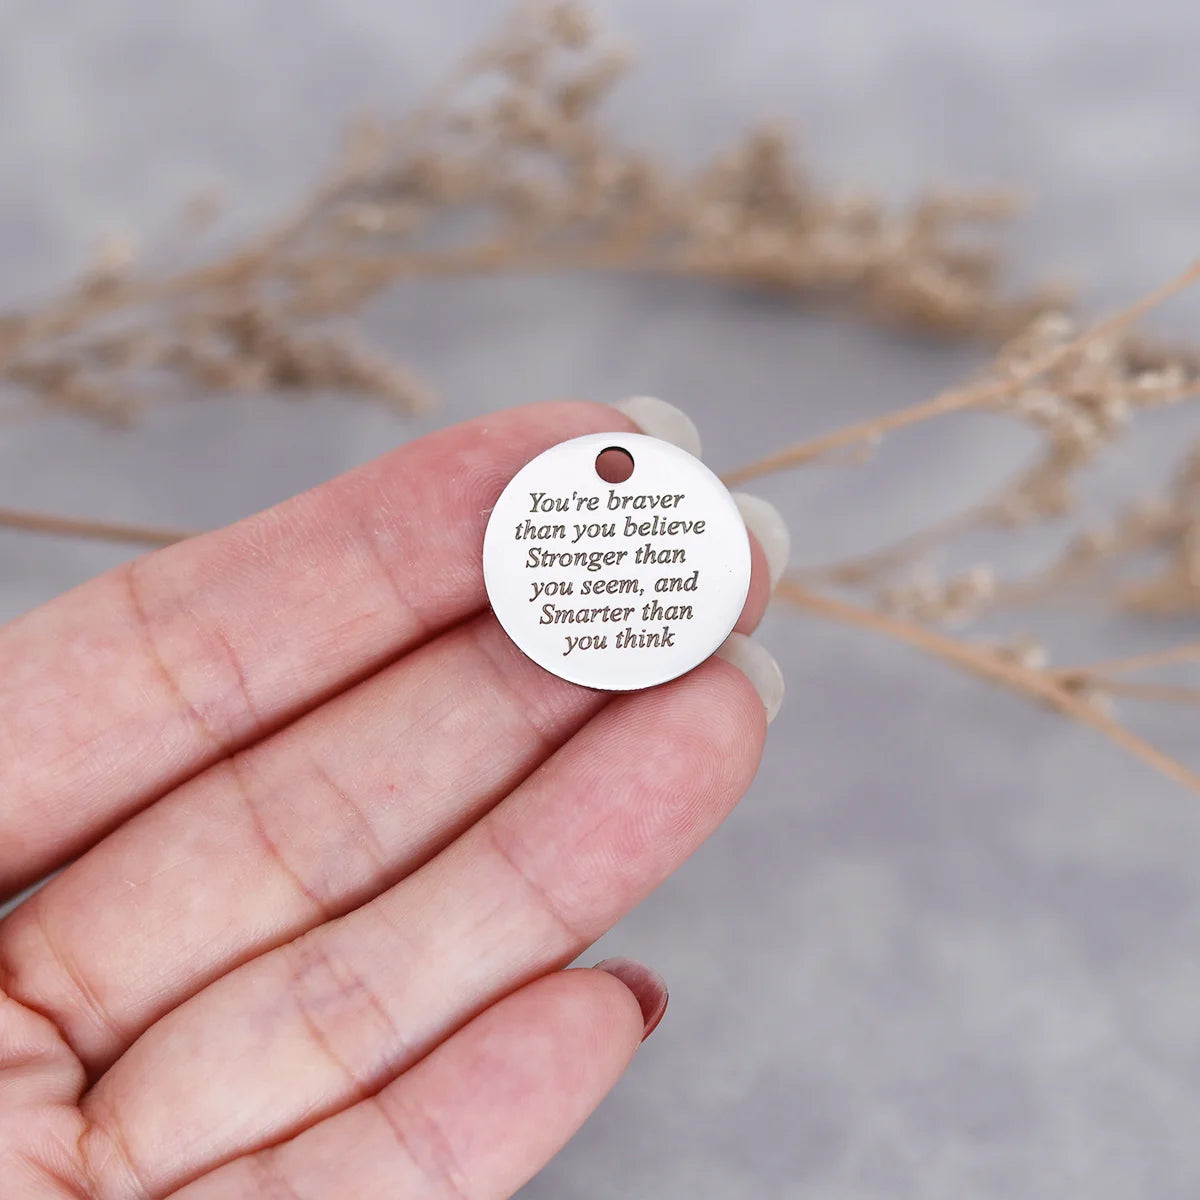 You're braver
than you believe
Stronger than
you seem, and
Smarter than
you think